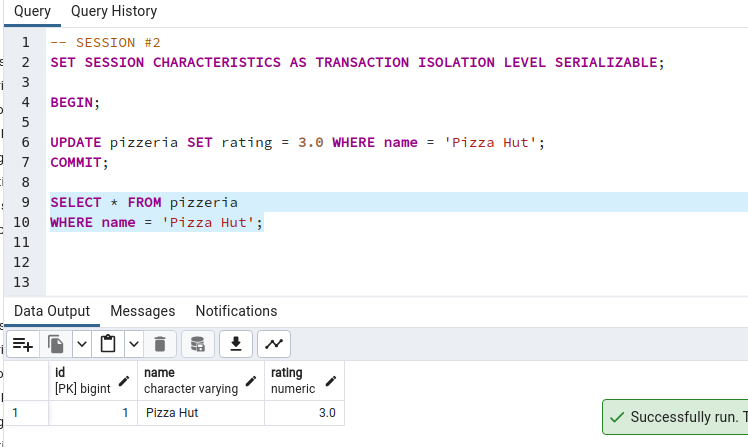 Query Query History
1 -- SESSION #2
2 SET SESSION CHARACTERISTICS AS TRANSACTION ISOLATION LEVEL SERIALIZABLE;
3
4 BEGIN;
5
6 UPDATE pizzeria SET rating = 3.0 WHERE name = 'Pizza Hut';
7 COMMIT;
8
9 SELECT * FROM pizzeria
10 WHERE name = 'Pizza Hut';
11
12
13
Data Output Messages Notifications
id name rating
[PK] bigint character varying numeric
1 1 Pizza Hut 3.0
Successfully run. T